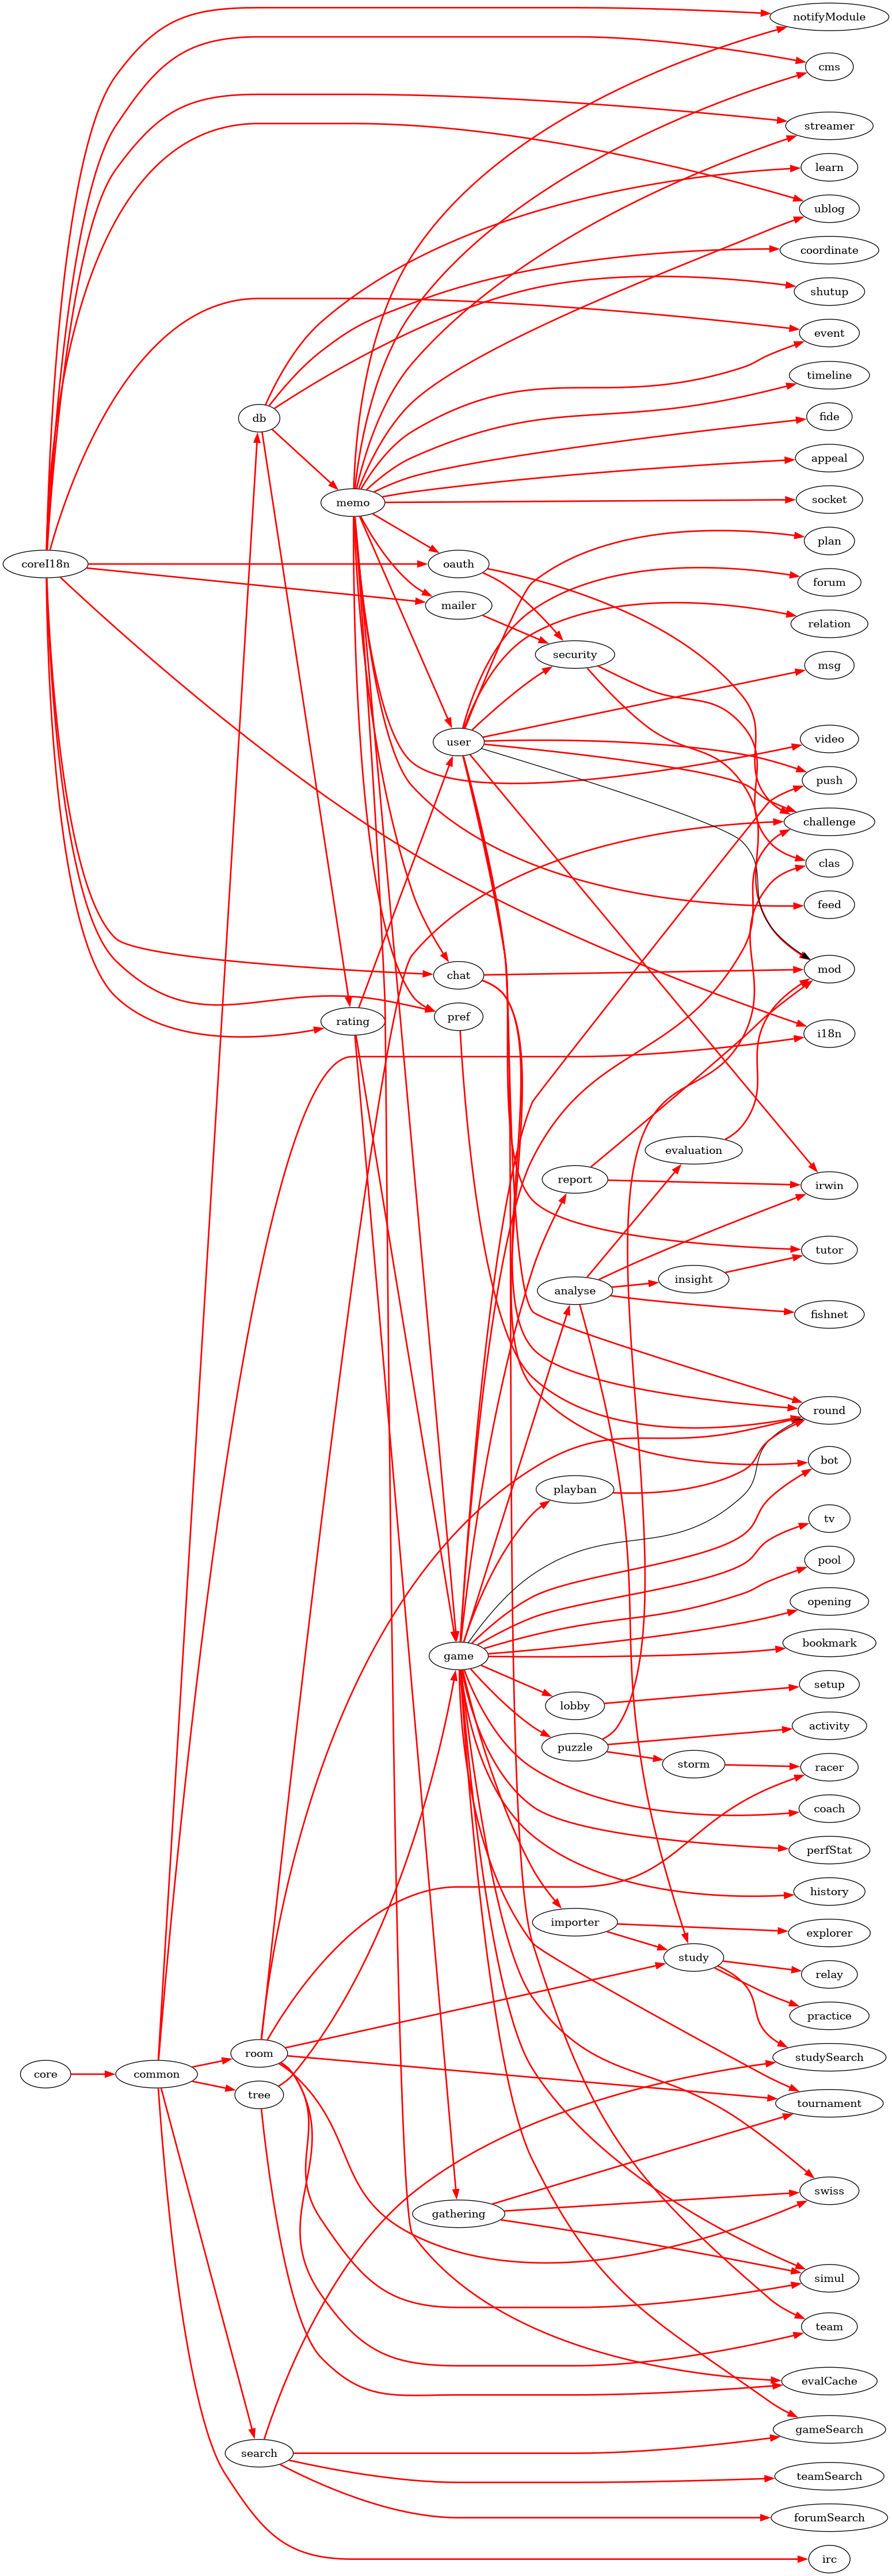 notifyModule
cms
streamer
learn
ublog
coordinate
shutup
event
timeline
db
fide
appeal
memo
socket
plan
coreI18n
oauth
forum
mailer
relation
security
msg
user
video
push
challenge
clas
feed
chat
mod
pref
rating
i18n
evaluation
report
irwin
tutor
insight
analyse
fishnet
round
bot
playban
tv
pool
opening
bookmark
game
setup
lobby
activity
puzzle
storm
racer
coach
perfStat
history
importer
explorer
study
relay
practice
room
studySearch
core
common
tree
tournament
swiss
gathering
simul
team
evalCache
gameSearch
search
teamSearch
forumSearch
irc